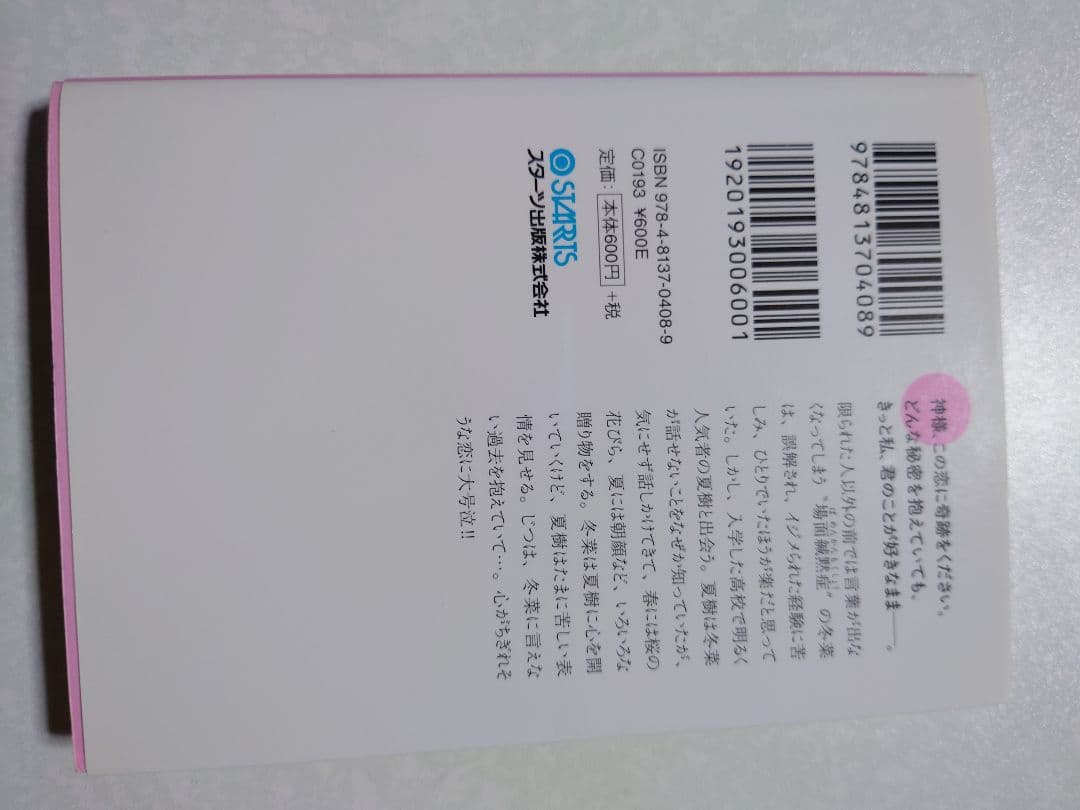 9784813704089
1920193006001
ISBN 978-4-8137-0408-9
C0193 ¥600E
定価:本体600円+税
STARTS
スターツ出版株式会社
神様、この恋に奇跡をください。
どんな秘密を抱えていても、
きっと私、君のことが好きなまま――。
限られた人以外の前では言葉が出な
くなってしまう〝場面緘黙症〟の冬菜
ばめんかんもくしょう
は、誤解され、イジメられた経験に苦
しみ、ひとりでいたほうが楽だと思って
いた。しかし、入学した高校で明るく
人気者の夏樹と出会う。夏樹は冬菜
が話せないことをなぜか知っていたが、
気にせず話しかけてきて、春には桜の
花びら、夏には朝顔など、いろいろな
贈り物をする。冬菜は夏樹に心を開
いていくけど、夏樹はたまに苦しい表
情を見せる。じつは、冬菜に言えな
い過去を抱えていて…。心がちぎれそ
うな恋に大号泣!!